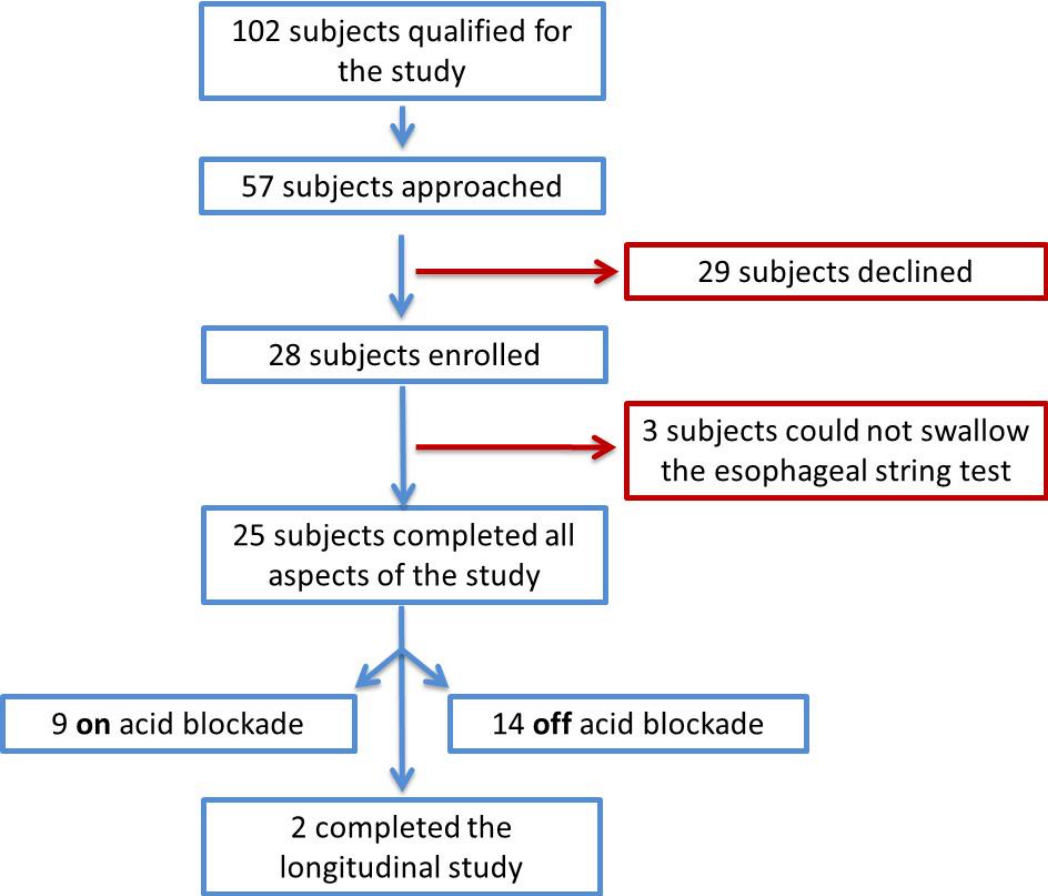 102 subjects qualified for
the study
57 subjects approached
29 subjects declined
28 subjects enrolled
3 subjects could not swallow
the esophageal string test
25 subjects completed all
aspects of the study
9 on acid blockade
14 off acid blockade
2 completed the
longitudinal study